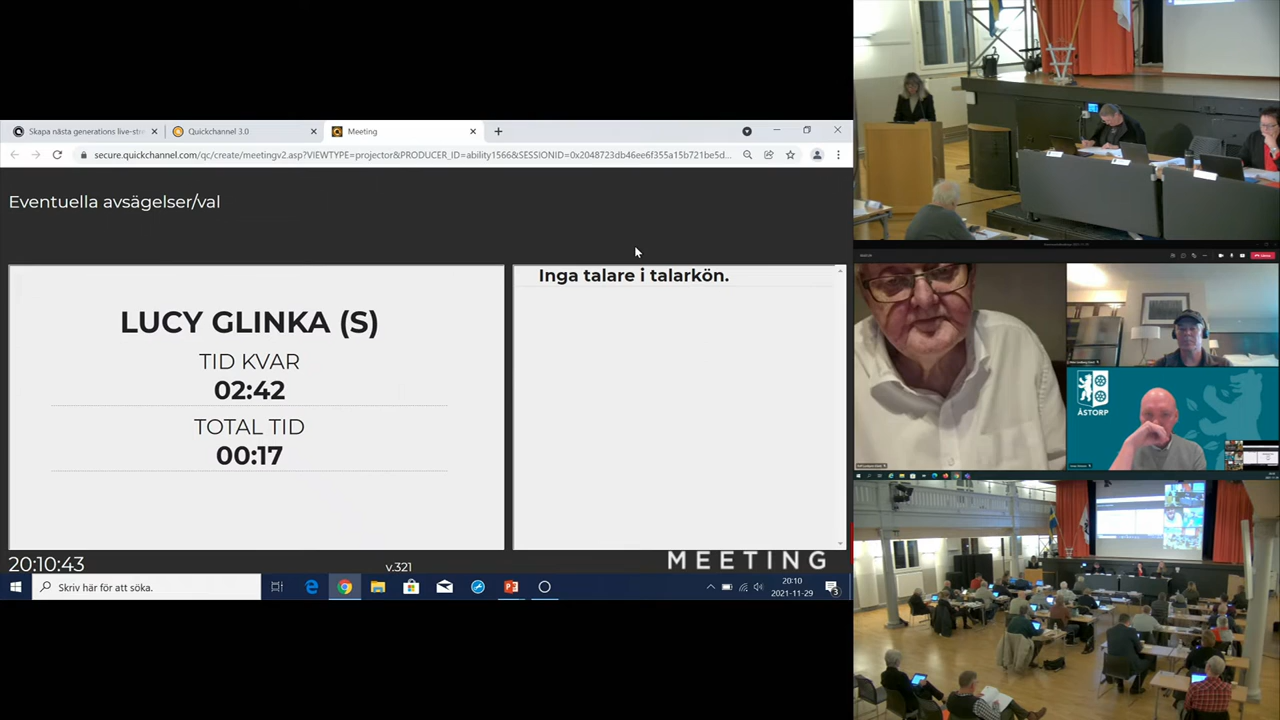 Skapa nästa generations live-stre
Quickchannel 3.0
Meeting
secure.quickchannel.com/qc/create/meetingv2.asp?VIEWTYPE=projector&PRODUCER_ID=ability1566&SESSIONID=0x2048723db46ee6f355a15b721be5d...
Eventuella avsägelser/val
LUCY GLINKA (S)
TID KVAR
02:42
TOTAL TID
00:17
Inga talare i talarkön.
20:10:43
v.321
MEETING
Skriv här för att söka.
20:10
2021-11-29
3
ÅSTORP